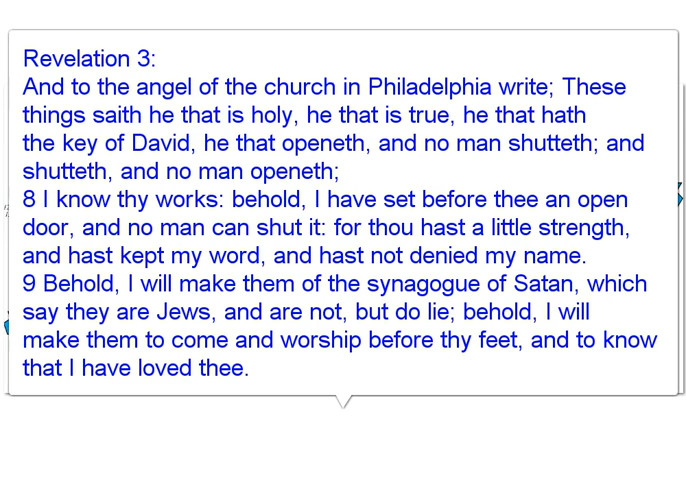 Revelation 3:
And to the angel of the church in Philadelphia write; These
things saith he that is holy, he that is true, he that hath
the key of David, he that openeth, and no man shutteth; and
shutteth, and no man openeth;
8 I know thy works: behold, I have set before thee an open
door, and no man can shut it: for thou hast a little strength,
and hast kept my word, and hast not denied my name.
9 Behold, I will make them of the synagogue of Satan, which
say they are Jews, and are not, but do lie; behold, I will
make them to come and worship before thy feet, and to know
that I have loved thee.